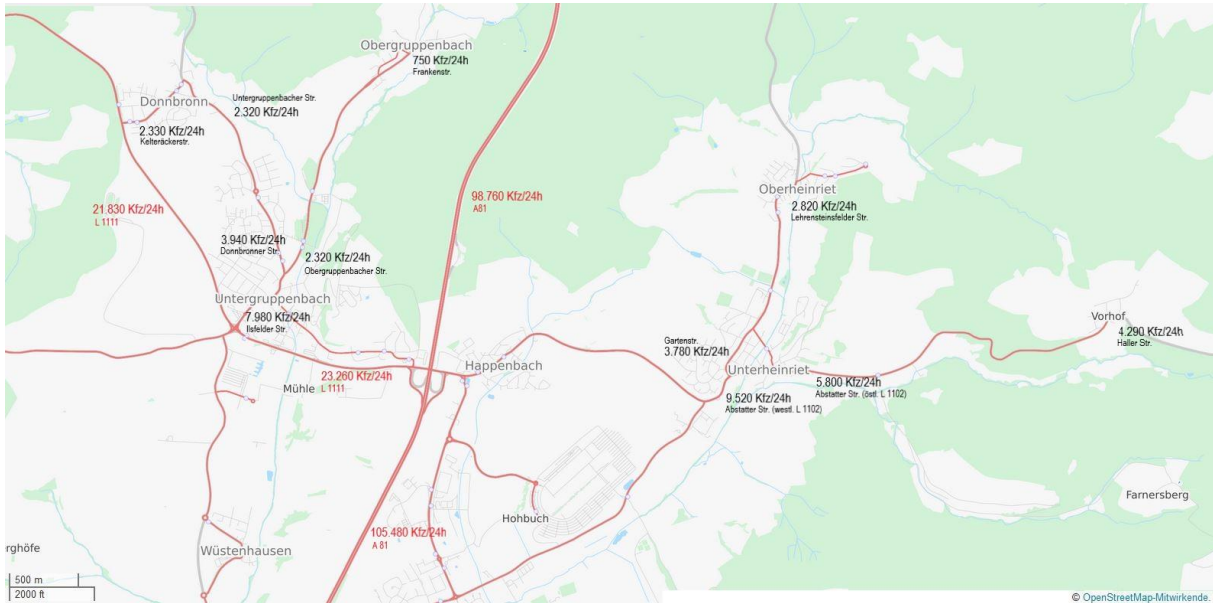 Obergruppenbach
750 Kfz/24h
Frankenstr.
Donnbronn
Untergruppenbacher Str.
2.320 Kfz/24h
2.330 Kfz/24h
Kelteräckerstr.
98.760 Kfz/24h
A81
Oberheinriet
2.820 Kfz/24h
Lehrensteinsfelder Str.
21.830 Kfz/24h
L 1111
3.940 Kfz/24h
Donnbronner Str.
2.320 Kfz/24h
Obergruppenbacher Str.
Untergruppenbach
7.980 Kfz/24h
Ilsfelder Str.
Vorhof
4.290 Kfz/24h
Haller Str.
Gartenstr.
3.780 KFz/24h
Happenbach
Unterheinriet
23.260 Kfz/24h
L 1111
Mühle
5.800 Kfz/24h
Abstatter Str. (östl. L 1102)
9.520 Kfz/24h
Abstatter Str. (westl. L 1102)
Farnersberg
Hohbuch
105.480 Kfz/24h
A 81
erghöfe
Wüstenhausen
500 m
2000 ft
© OpenStreetMap-Mitwirkende.